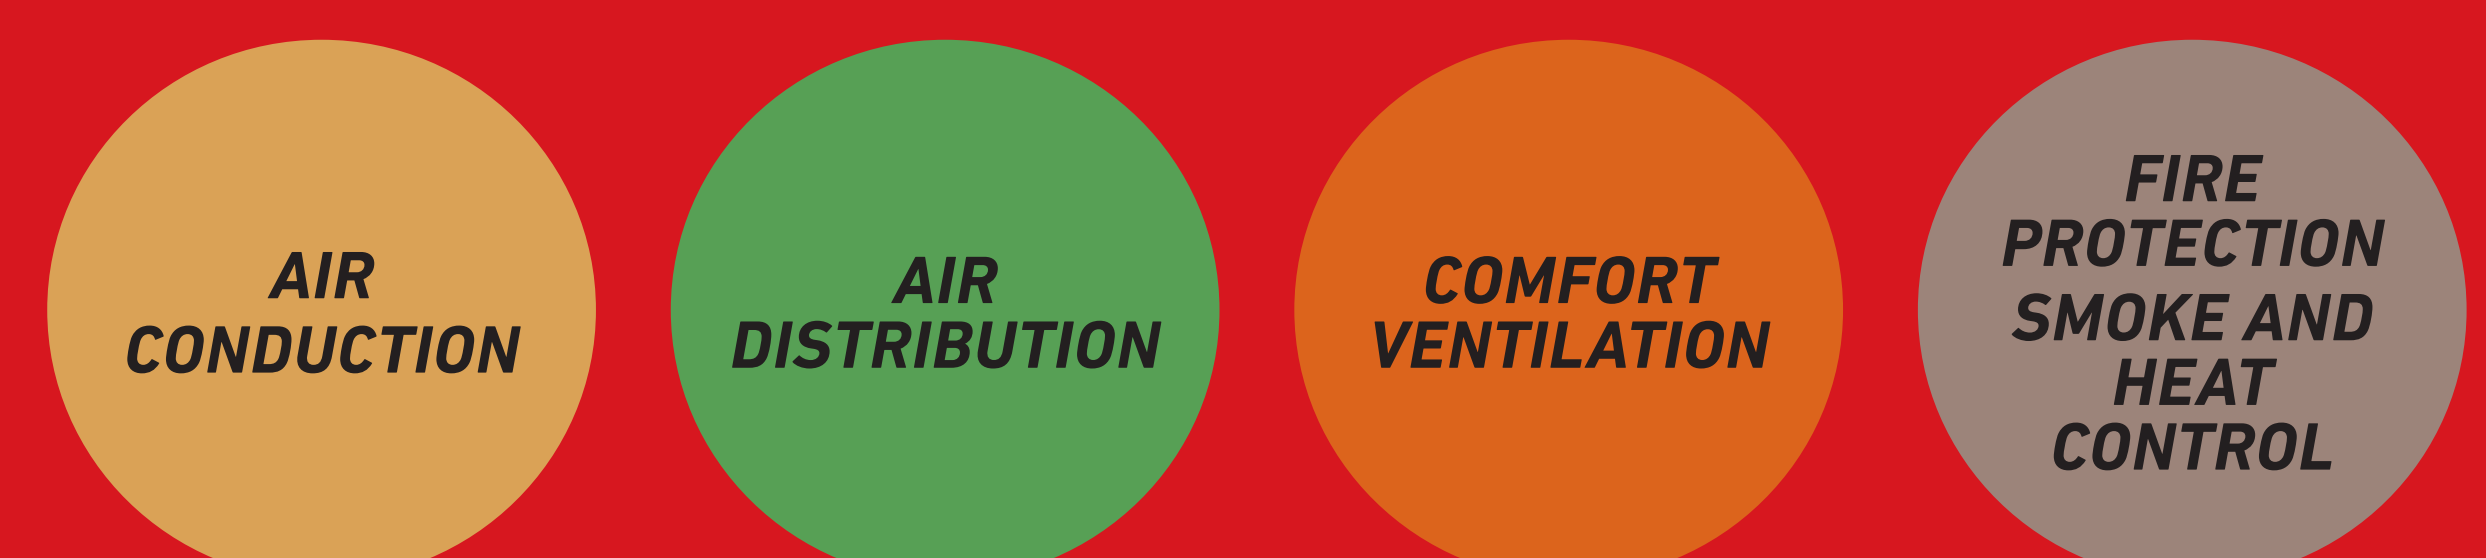 AIR
CONDUCTION
AIR
DISTRIBUTION
COMFORT
VENTILATION
FIRE
PROTECTION
SMOKE AND
HEAT
CONTROL